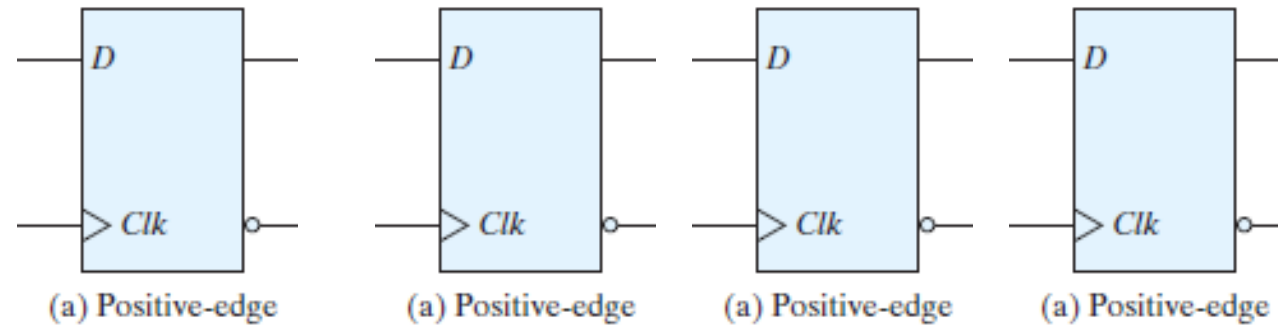 D D D D
Clk Clk Clk Clk
(a) Positive-edge (a) Positive-edge (a) Positive-edge (a) Positive-edge